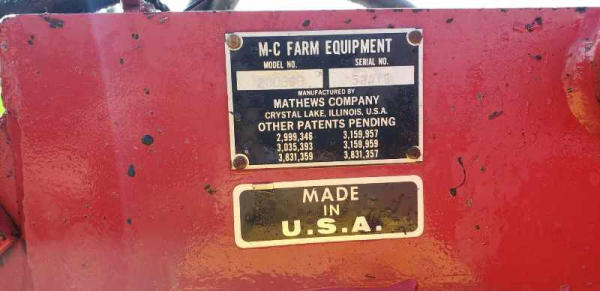 M-C FARM EQUIPMENT
MODEL NO. SERIAL NO.
MANUFACTURED BY
MATHEWS COMPANY
CRYSTAL LAKE, ILLINOIS, U.S.A.
OTHER PATENTS PENDING
2,999,346 3,159,957
3,035,393 3,159,959
3,831,359 3,831,357
MADE
IN
U.S.A.